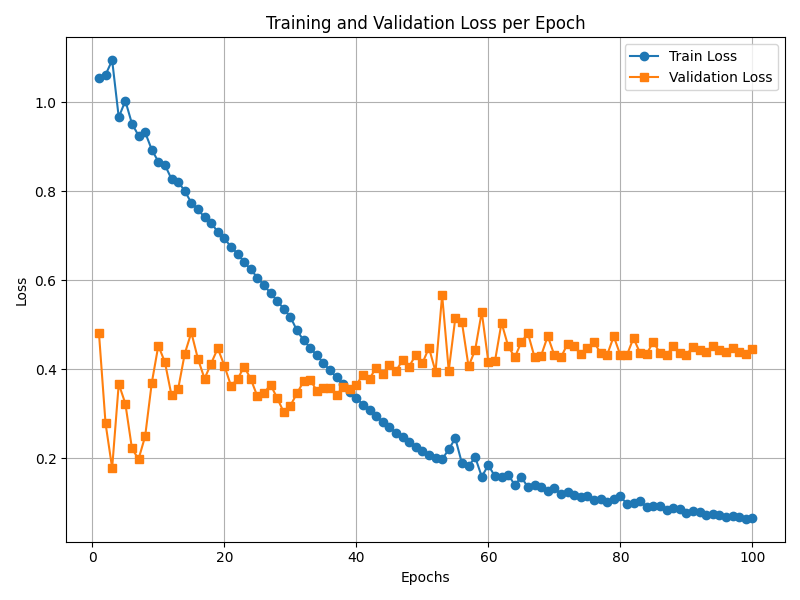 Training and Validation Loss per Epoch
Train Loss
Validation Loss
1.0
0.8
0.6
0.4
0.2
Loss
0 20 40 60 80 100
Epochs